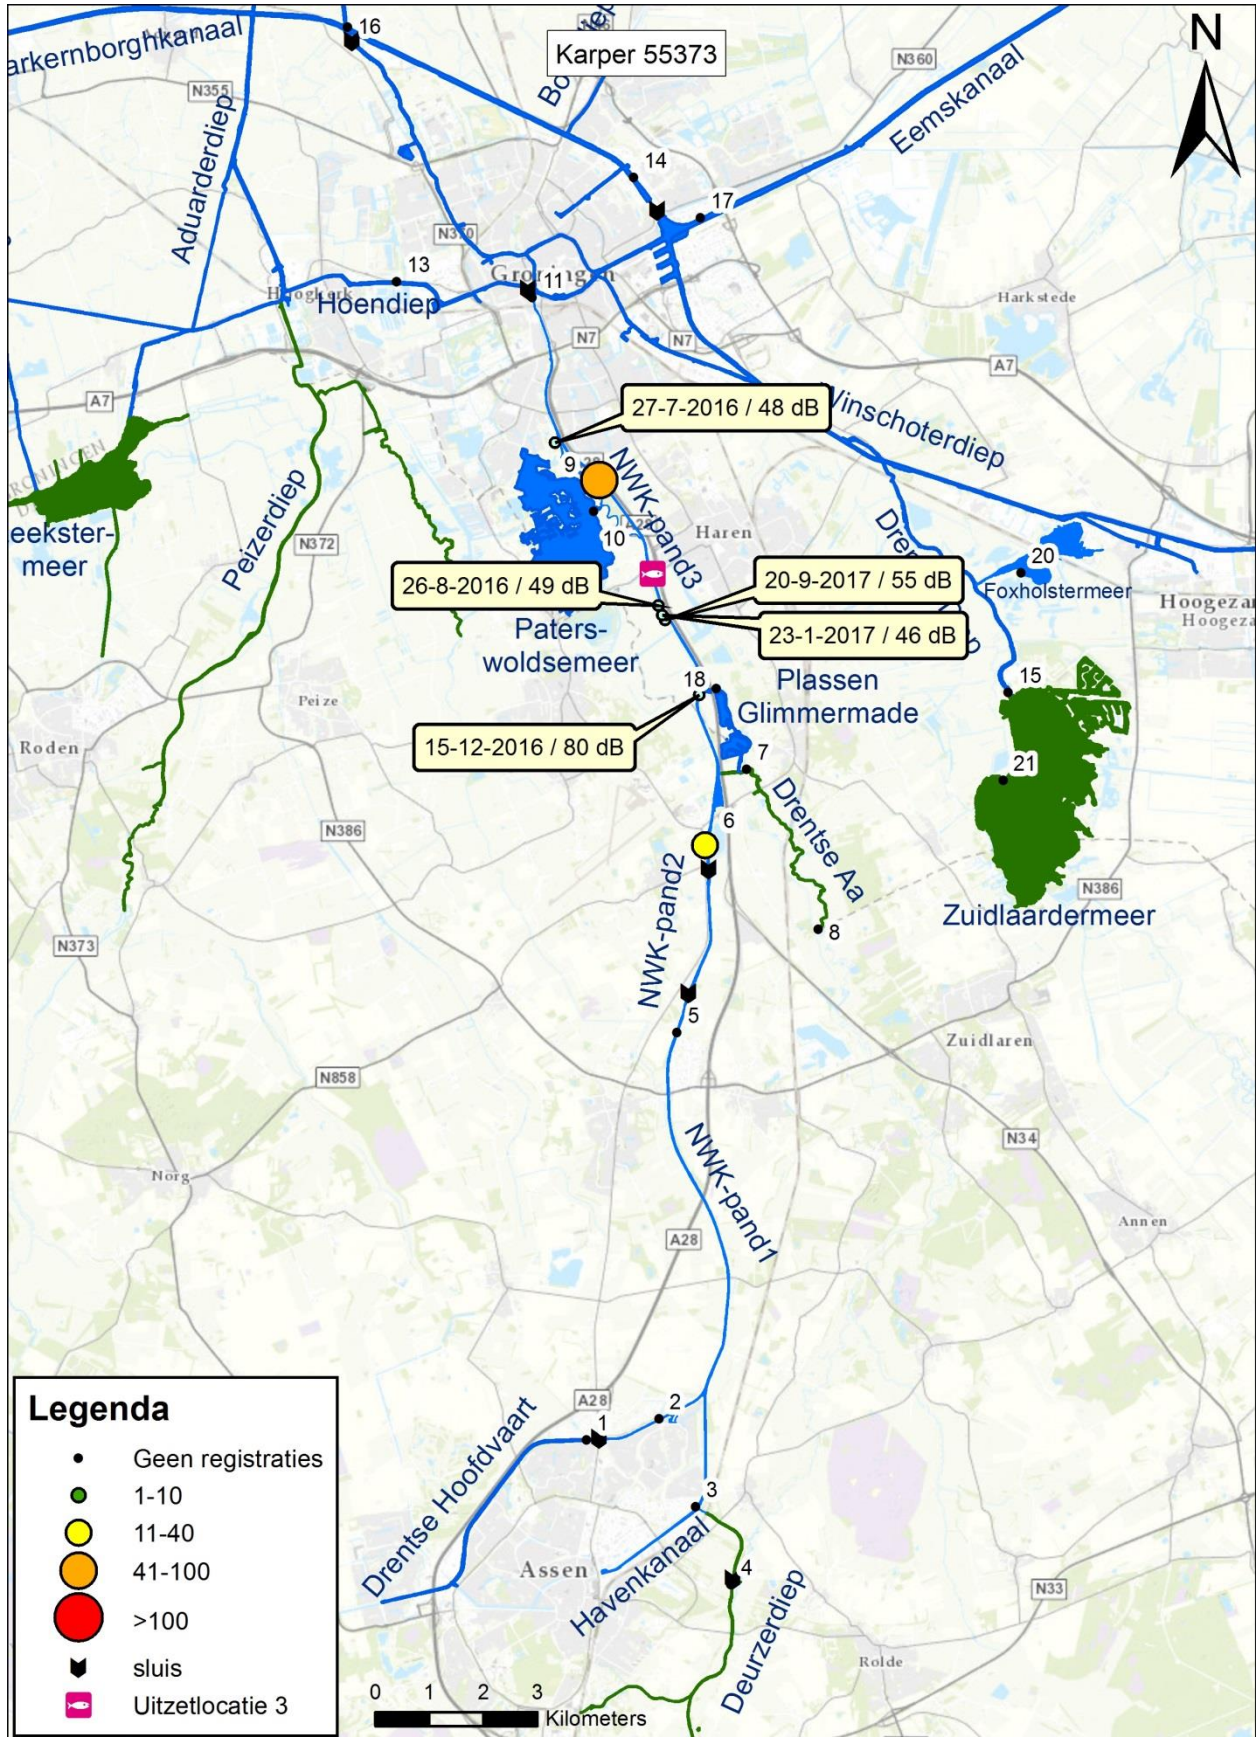 16
Karper 55373
N
arkernborghkanaal
N360
N355
Eemskanaal
Aduarderdiep
14
17
N370
13
Groningen
11
Hoogkerk
Hoendiep
Harkstede
N7
N7
A7
A7
27-7-2016 / 48 dB
Winschoterdiep
9
NWK-pand3
Haren
eekster-
meer
Peizerdiep
N372
10
20
Foxholstermeer
26-8-2016 / 49 dB
20-9-2017 / 55 dB
23-1-2017 / 46 dB
Hoogezan
Hoogeza
Paters-
woldsemeer
Plassen
Glimmermade
18
15
Peize
Roden
15-12-2016 / 80 dB
7
21
Drentse Aa
N386
6
N386
NWK-pand2
Zuidlaardermeer
N373
8
5
Zuidlaren
N858
N34
NWK-pand1
Norg
Annen
A28
A28
2
1
Drentse Hoofdvaart
3
Assen
Havenkanaal
4
N33
Deurzerdiep
Rolde
Legenda
Geen registraties
1-10
11-40
41-100
>100
sluis
Uitzetlocatie 3
0 1 2 3
Kilometers